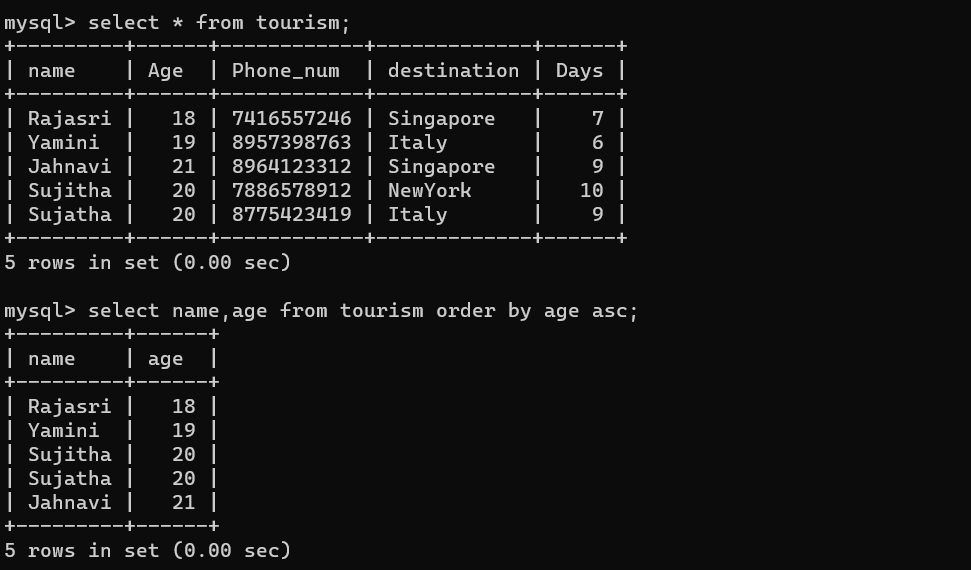 mysql> select * from tourism;
+---------+------+------------+-------------+------+
| name    | Age  | Phone_num  | destination | Days |
+---------+------+------------+-------------+------+
| Rajasri |   18 | 7416557246 | Singapore   |    7 |
| Yamini  |   19 | 8957398763 | Italy       |    6 |
| Jahnavi |   21 | 8964123312 | Singapore   |    9 |
| Sujitha |   20 | 7886578912 | NewYork     |   10 |
| Sujatha |   20 | 8775423419 | Italy       |    9 |
+---------+------+------------+-------------+------+
5 rows in set (0.00 sec)

mysql> select name,age from tourism order by age asc;
+---------+------+
| name    | age  |
+---------+------+
| Rajasri |   18 |
| Yamini  |   19 |
| Sujitha |   20 |
| Sujatha |   20 |
| Jahnavi |   21 |
+---------+------+
5 rows in set (0.00 sec)